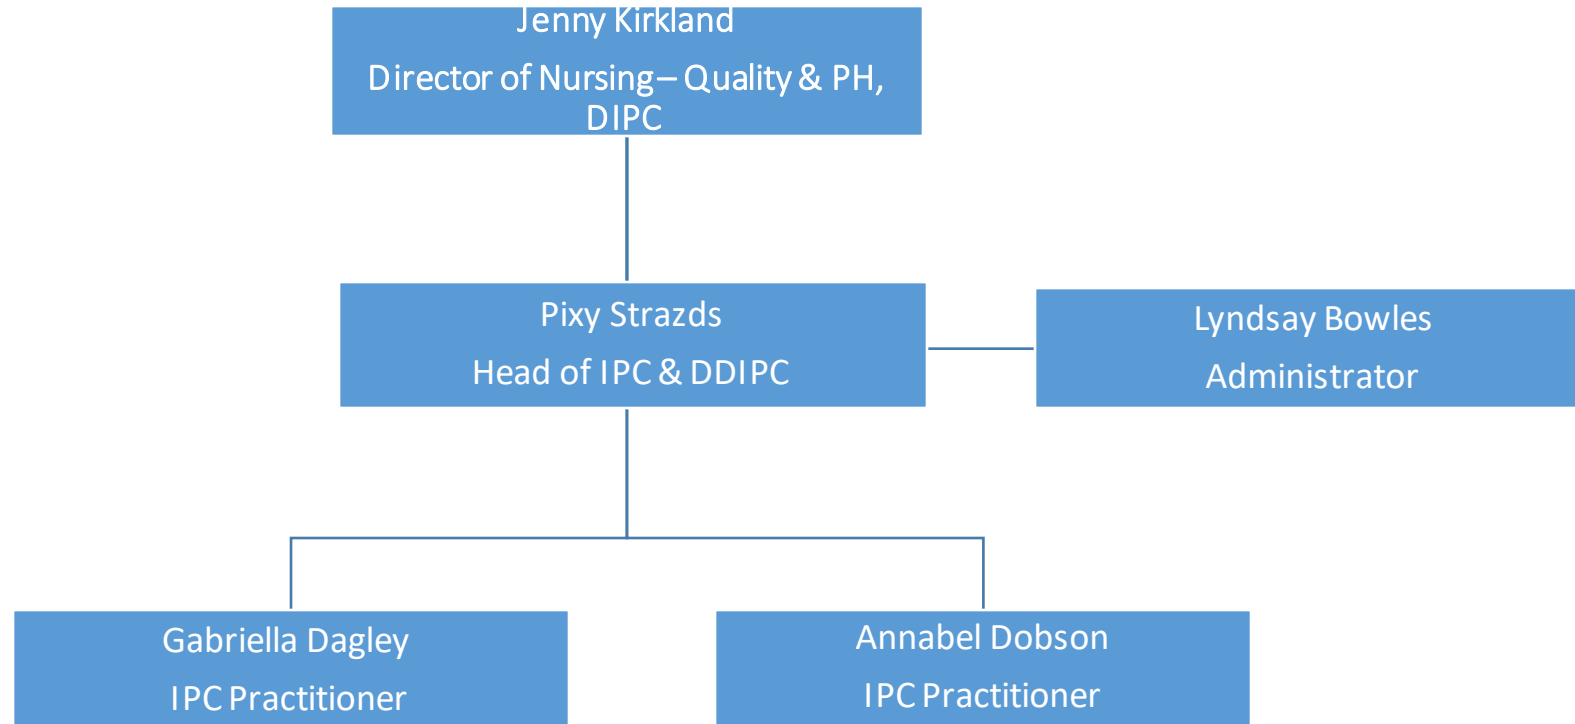 Jenny Kirkland
Director of Nursing – Quality & PH,
DIPC
Pixy Strazds
Head of IPC & DDIPC
Lyndsay Bowles
Administrator
Gabriella Dagley
IPC Practitioner
Annabel Dobson
IPC Practitioner